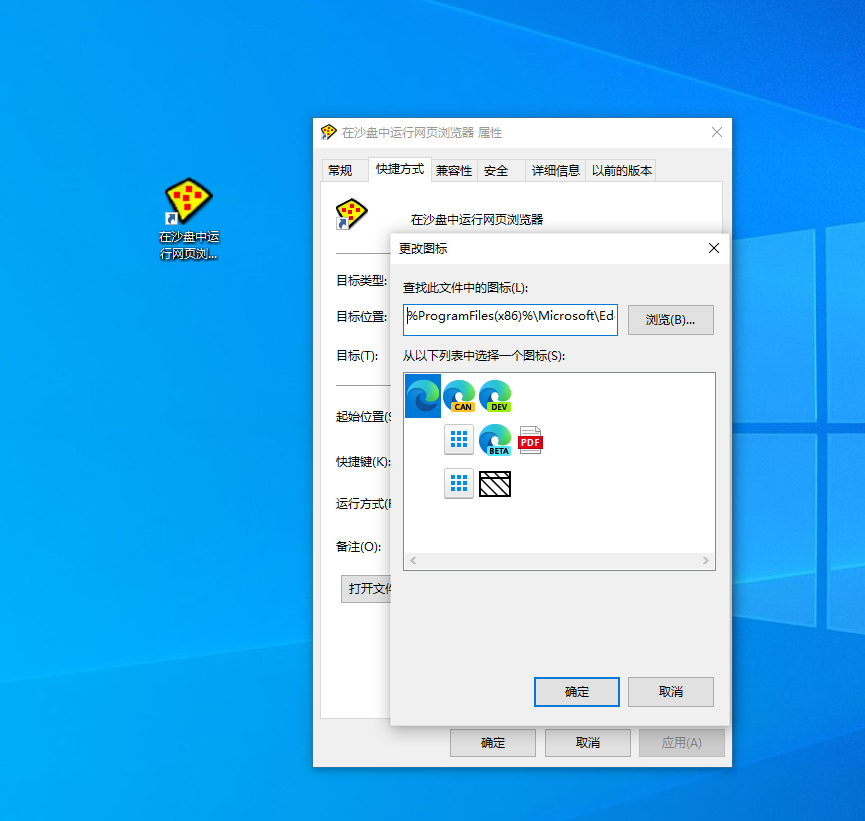 在沙盘中运
行网页浏...
在沙盘中运行网页浏览器 属性
常规
快捷方式
兼容性
安全
详细信息
以前的版本
在沙盘中运行网页浏览器
目标类型:
目标位置:
目标(T):
起始位置(S
快捷键(K):
运行方式(R
备注(O):
打开文件
更改图标
查找此文件中的图标(L):
%ProgramFiles(x86)%\Microsoft\Ed
浏览(B)...
从以下列表中选择一个图标(S):
CAN
DEV
BETA
PDF
确定
取消
确定
取消
应用(A)